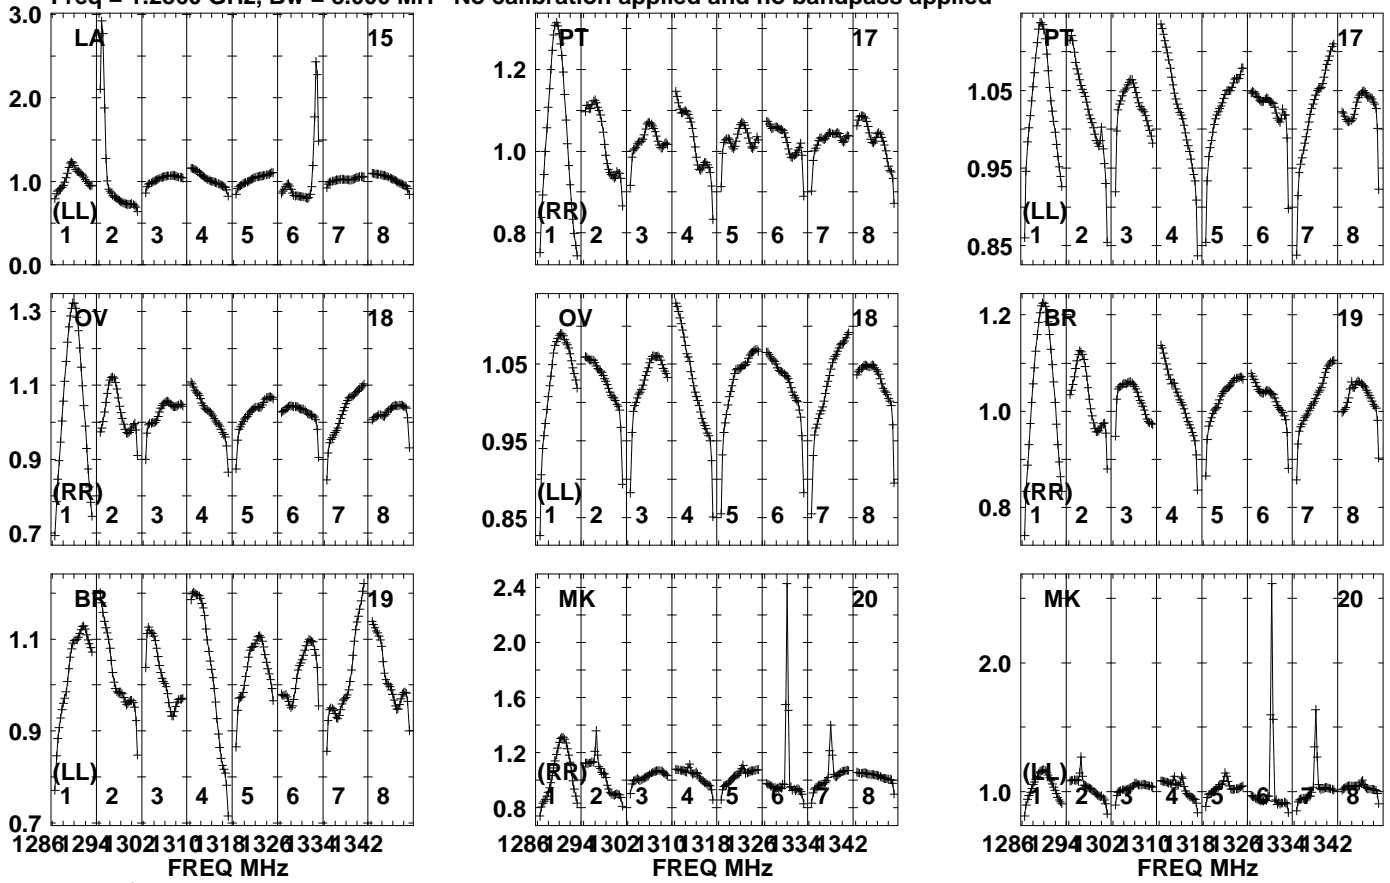 No calibration applied and no bandpass applied
LA 15
3.0
2.0
1.0
0.0
(LL)
1 2 3 4 5 6 7 8
PT 17
1.2
1.0
0.8
(RR)
1 2 3 4 5 6 7 8
PT 17
1.05
0.95
0.85
(LL)
1 2 3 4 5 6 7 8
OV 18
1.3
1.1
0.9
0.7
(RR)
1 2 3 4 5 6 7 8
OV 18
1.05
0.95
0.85
(LL)
1 2 3 4 5 6 7 8
BR 19
1.2
1.0
0.8
(RR)
1 2 3 4 5 6 7 8
BR 19
1.1
0.9
0.7
(LL)
1 2 3 4 5 6 7 8
MK 20
2.4
2.0
1.6
1.2
0.8
(RR)
1 2 3 4 5 6 7 8
MK 20
2.0
1.0
(LL)
1 2 3 4 5 6 7 8
1286 1294 1302 1310 1318 1326 1334 1342
FREQ MHz
1286 1294 1302 1310 1318 1326 1334 1342
FREQ MHz
1286 1294 1302 1310 1318 1326 1334 1342
FREQ MHz